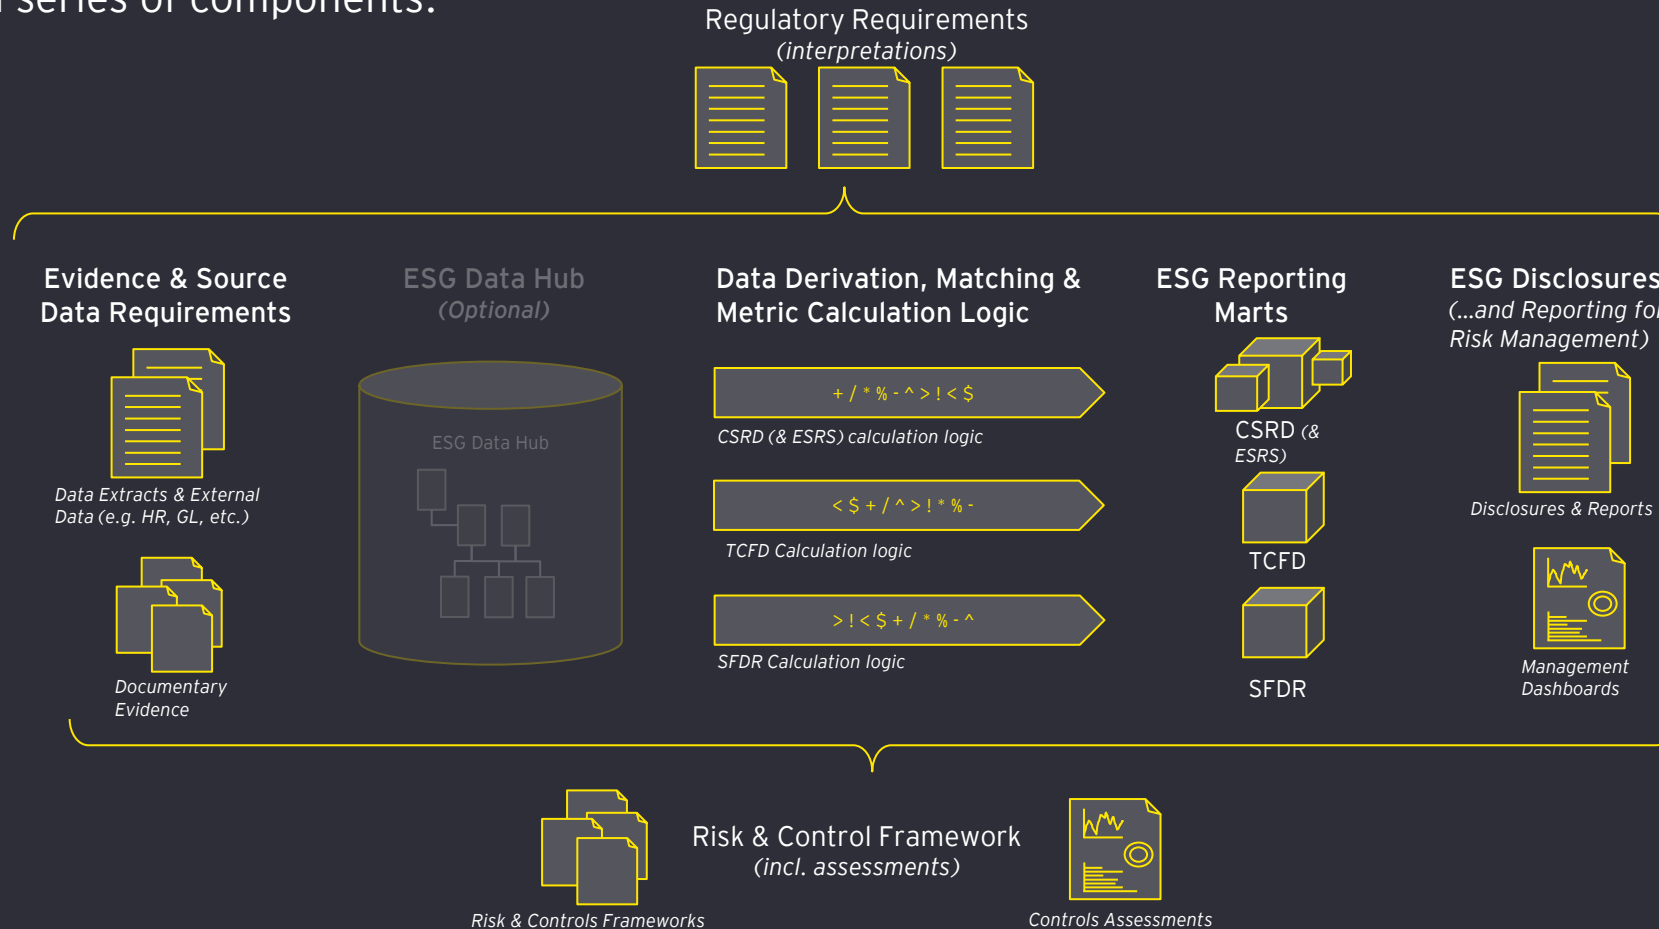 series of components:
Regulatory Requirements
(interpretations)
Evidence & Source
Data Requirements
Data Extracts & External
Data (e.g. HR, GL, etc.)
Documentary
Evidence
ESG Data Hub
(Optional)
ESG Data Hub
Data Derivation, Matching &
Metric Calculation Logic
+ / * % - ^ > ! < $
CSRD (& ESRS) calculation logic
< $ + / ^ > ! * % -
TCFD Calculation logic
> ! < $ + / * % - ^
SFDR Calculation logic
ESG Reporting
Marts
CSRD (&
ESRS)
TCFD
SFDR
ESG Disclosures
(...and Reporting for
Risk Management)
Disclosures & Reports
Management
Dashboards
Risk & Control Framework
(incl. assessments)
Risk & Controls Frameworks
Controls Assessments